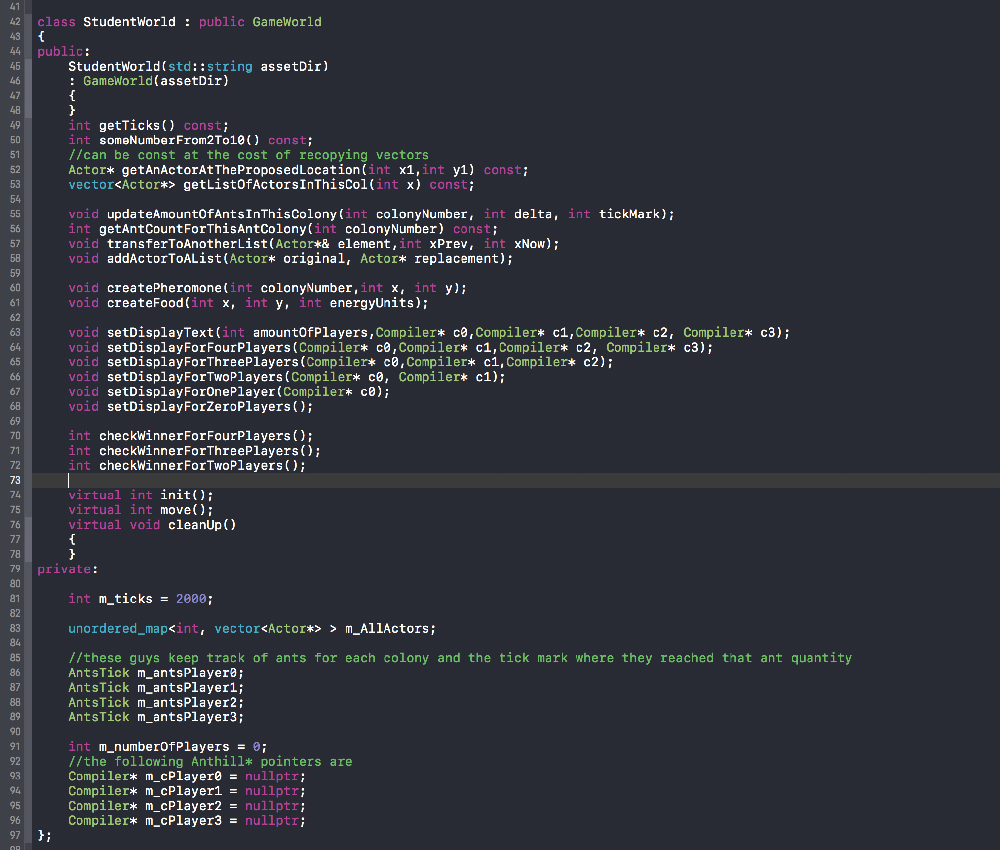 41
42 class StudentWorld : public GameWorld
43 {
44 public:
45     StudentWorld(std::string assetDir)
46     : GameWorld(assetDir)
47     {
48     }
49     int getTicks() const;
50     int someNumberFrom2To10() const;
51     //can be const at the cost of recopying vectors
52     Actor* getAnActorAtTheProposedLocation(int x1,int y1) const;
53     vector<Actor*> getListOfActorsInThisCol(int x) const;
54
55     void updateAmountOfAntsInThisColony(int colonyNumber, int delta, int tickMark);
56     int getAntCountForThisAntColony(int colonyNumber) const;
57     void transferToAnotherList(Actor*& element,int xPrev, int xNow);
58     void addActorToAList(Actor* original, Actor* replacement);
59
60     void createPheromone(int colonyNumber,int x, int y);
61     void createFood(int x, int y, int energyUnits);
62
63     void setDisplayText(int amountOfPlayers,Compiler* c0,Compiler* c1,Compiler* c2, Compiler* c3);
64     void setDisplayForFourPlayers(Compiler* c0,Compiler* c1,Compiler* c2, Compiler* c3);
65     void setDisplayForThreePlayers(Compiler* c0,Compiler* c1,Compiler* c2);
66     void setDisplayForTwoPlayers(Compiler* c0, Compiler* c1);
67     void setDisplayForOnePlayer(Compiler* c0);
68     void setDisplayForZeroPlayers();
69
70     int checkWinnerForFourPlayers();
71     int checkWinnerForThreePlayers();
72     int checkWinnerForTwoPlayers();
73
74     virtual int init();
75     virtual int move();
76     virtual void cleanUp()
77     {
78     }
79 private:
80
81     int m_ticks = 2000;
82
83     unordered_map<int, vector<Actor*> > m_AllActors;
84
85     //these guys keep track of ants for each colony and the tick mark where they reached that ant quantity
86     AntsTick m_antsPlayer0;
87     AntsTick m_antsPlayer1;
88     AntsTick m_antsPlayer2;
89     AntsTick m_antsPlayer3;
90
91     int m_numberOfPlayers = 0;
92     //the following Anthill* pointers are
93     Compiler* m_cPlayer0 = nullptr;
94     Compiler* m_cPlayer1 = nullptr;
95     Compiler* m_cPlayer2 = nullptr;
96     Compiler* m_cPlayer3 = nullptr;
97 };
98